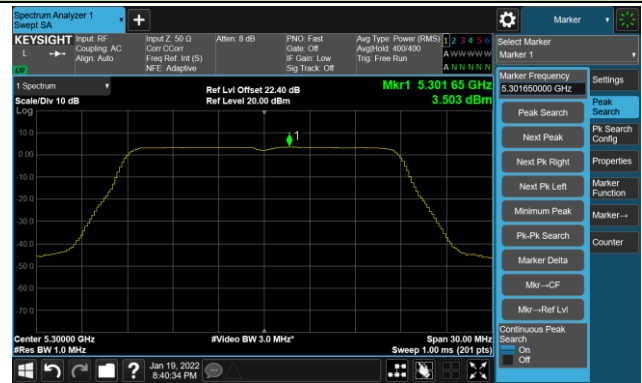 Spectrum Analyzer 1
Swept SA
+
Marker
KEYSIGHT
L
LW
Input: RF
Coupling: AC
Align: Auto
Input Z: 50 Ω
Corr CCorr
Freq Ref: Int (S)
NFE: Adaptive
Atten: 8 dB
PNO: Fast
Gate: Off
IF Gain: Low
Sig Track: Off
Avg Type: Power (RMS)
Avg|Hold: 400/400
Trig: Free Run
1 2 3 4 5 6
A W W W W W
A N N N N N
Select Marker
Marker 1
1 Spectrum
Scale/Div 10 dB
Log
Ref Lvl Offset 22.40 dB
Ref Level 20.00 dBm
Mkr1 5.301 65 GHz
3.503 dBm
10.0
0.00
-10.0
-20.0
-30.0
-40.0
-50.0
-60.0
-70.0
1
Center 5.30000 GHz
#Res BW 1.0 MHz
#Video BW 3.0 MHz*
Span 30.00 MHz
Sweep 1.00 ms (201 pts)
Marker Frequency
5.301650000 GHz
Peak Search
Next Peak
Next Pk Right
Next Pk Left
Minimum Peak
Pk-Pk Search
Marker Delta
Mkr→CF
Mkr→Ref Lvl
Continuous Peak
Search
On
Off
Settings
Peak
Search
Pk Search
Config
Properties
Marker
Function
Marker→
Counter
?
Jan 19, 2022
8:40:34 PM